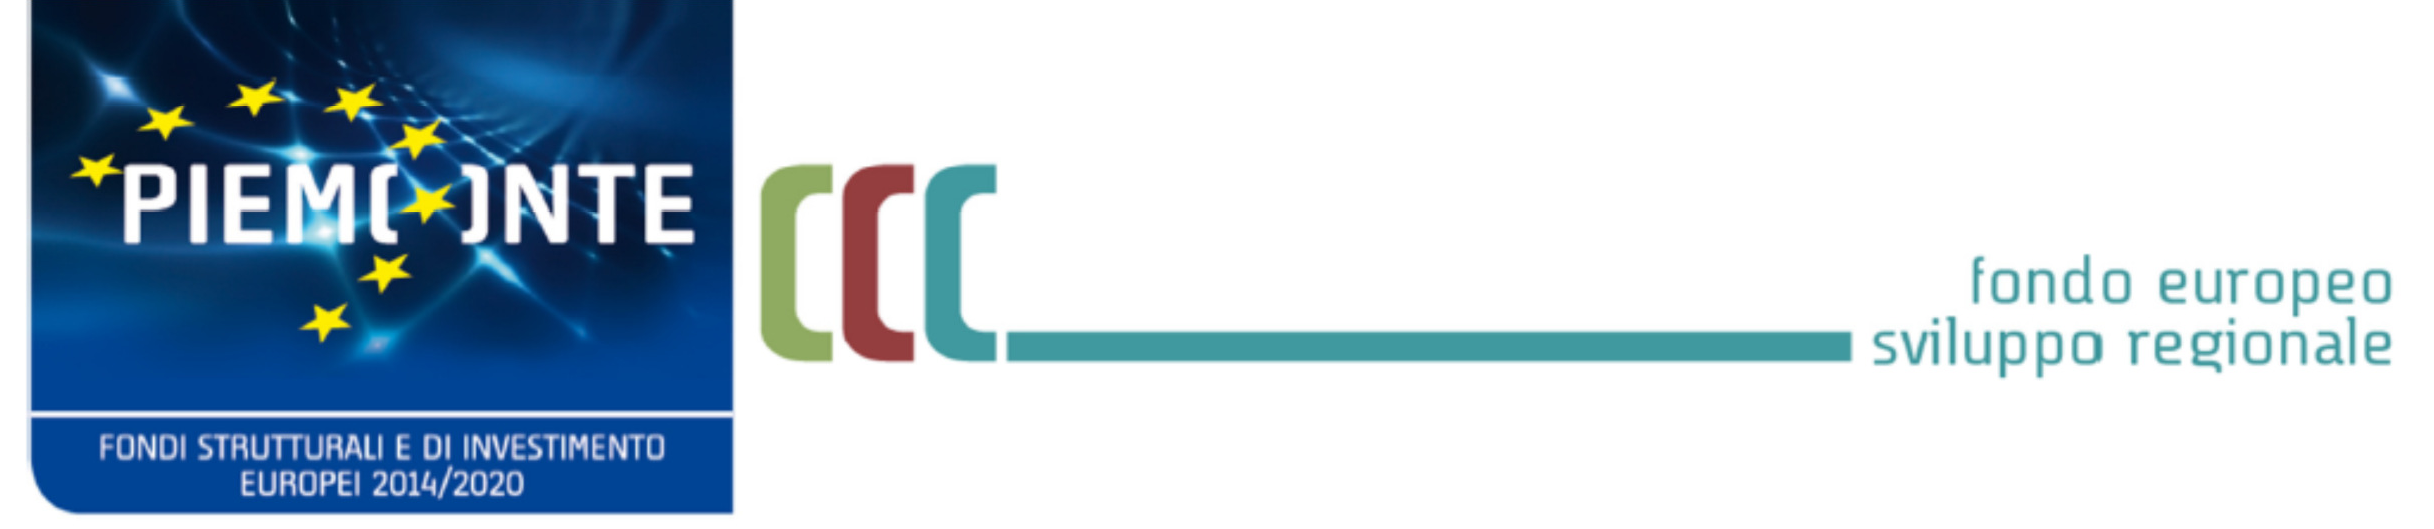 PIEMONTE
FONDI STRUTTURALI E DI INVESTIMENTO
EUROPEI 2014/2020
fondo europeo
sviluppo regionale